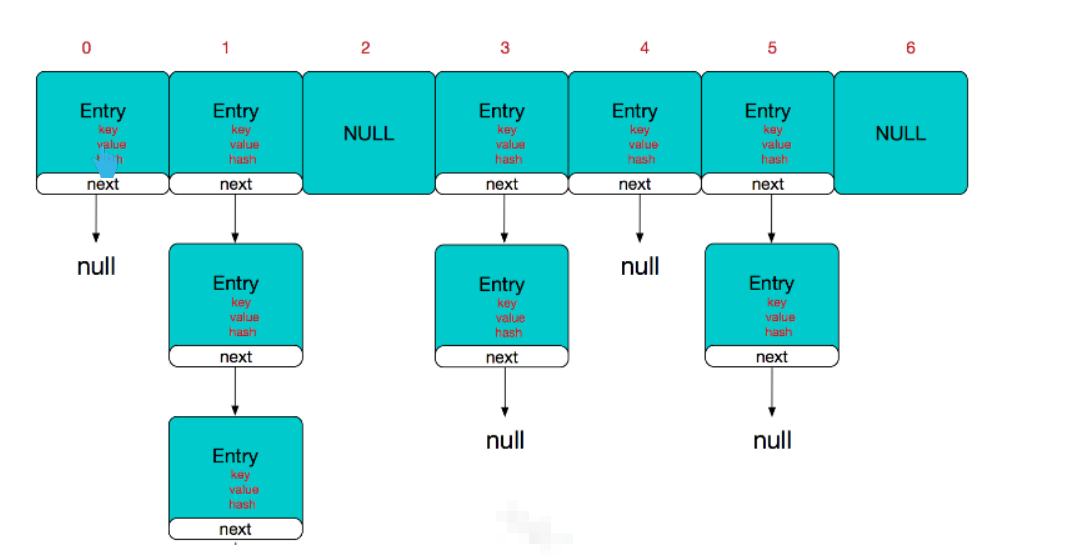 0 1 2 3 4 5 6
Entry Entry NULL Entry Entry Entry NULL
key key key key key
value value value value value
hash hash hash hash
next next next next next
null null
Entry Entry Entry
key key key
value value value
hash hash hash
next next next
null null
Entry
key
value
hash
next